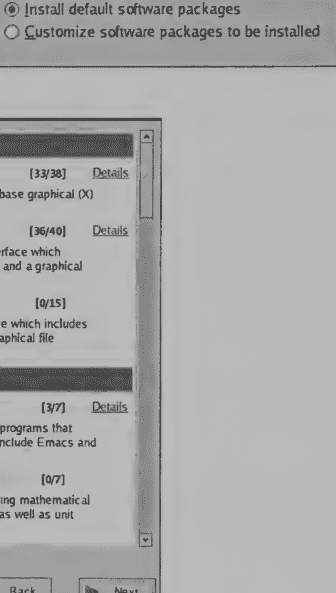 Install default software packages
Customize software packages to be installed
[33/38] Details
base graphical (X)
[36/40] Details
erface which
and a graphical
[0/15]
e which includes
aphical file
[3/7] Details
programs that
nclude Emacs and
[0/7]
ing mathematical
as well as unit
Back Next